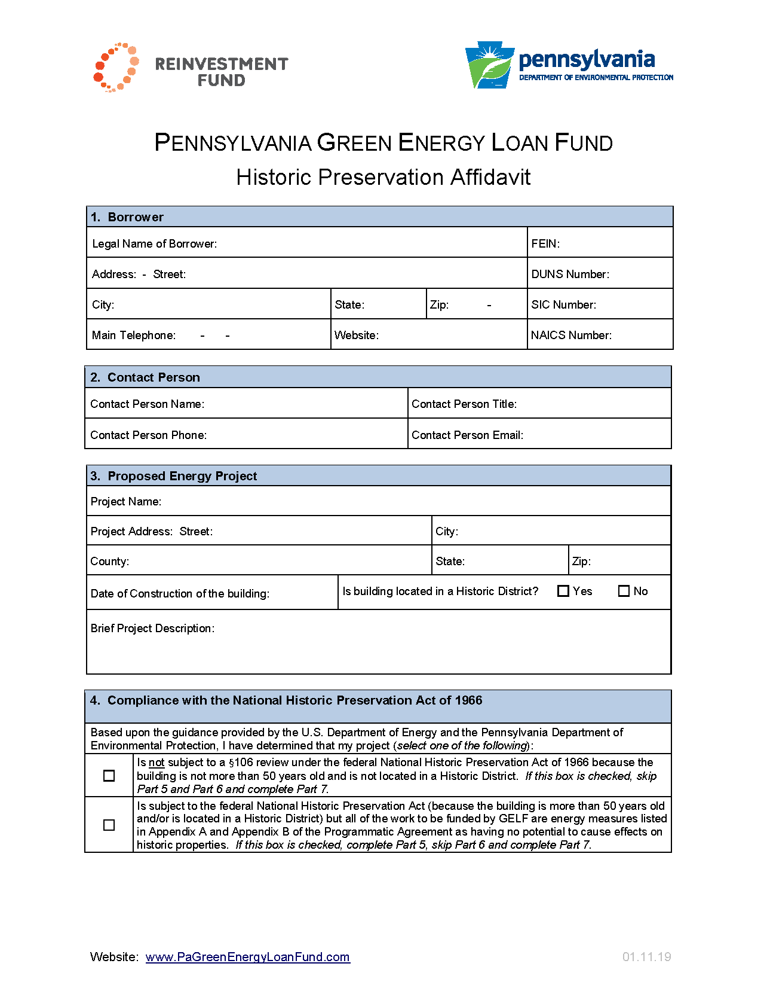 REINVESTMENT
FUND
pennsylvania
DEPARTMENT OF ENVIRONMENTAL PROTECTION
PENNSYLVANIA GREEN ENERGY LOAN FUND
Historic Preservation Affidavit
1. Borrower
Legal Name of Borrower: FEIN:
Address: - Street: DUNS Number:
City: State: Zip: - SIC Number:
Main Telephone: - - Website: NAICS Number:
2. Contact Person
Contact Person Name: Contact Person Title:
Contact Person Phone: Contact Person Email:
3. Proposed Energy Project
Project Name:
Project Address: Street: City:
County: State: Zip:
Date of Construction of the building: Is building located in a Historic District? ☐ Yes ☐ No
Brief Project Description:
4. Compliance with the National Historic Preservation Act of 1966
Based upon the guidance provided by the U.S. Department of Energy and the Pennsylvania Department of
Environmental Protection, I have determined that my project (select one of the following):
☐ Is not subject to a §106 review under the federal National Historic Preservation Act of 1966 because the
building is not more than 50 years old and is not located in a Historic District. If this box is checked, skip
Part 5 and Part 6 and complete Part 7.
☐ Is subject to the federal National Historic Preservation Act (because the building is more than 50 years old
and/or is located in a Historic District) but all of the work to be funded by GELF are energy measures listed
in Appendix A and Appendix B of the Programmatic Agreement as having no potential to cause effects on
historic properties. If this box is checked, complete Part 5, skip Part 6 and complete Part 7.
Website: www.PaGreenEnergyLoanFund.com 01.11.19